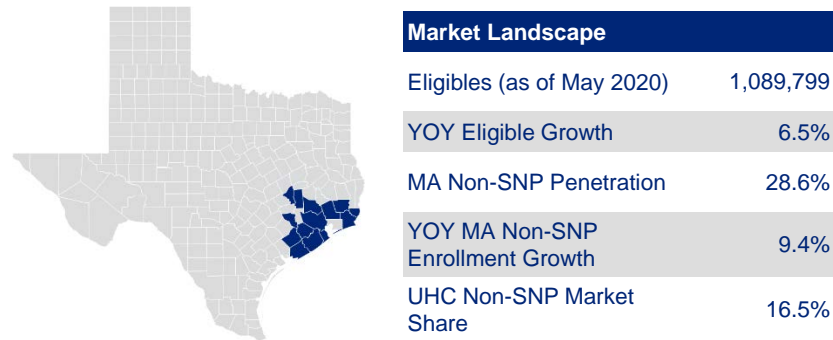 Market Landscape
Eligibles (as of May 2020) 1,089,799
YOY Eligible Growth 6.5%
MA Non-SNP Penetration 28.6%
YOY MA Non-SNP
Enrollment Growth 9.4%
UHC Non-SNP Market
Share 16.5%